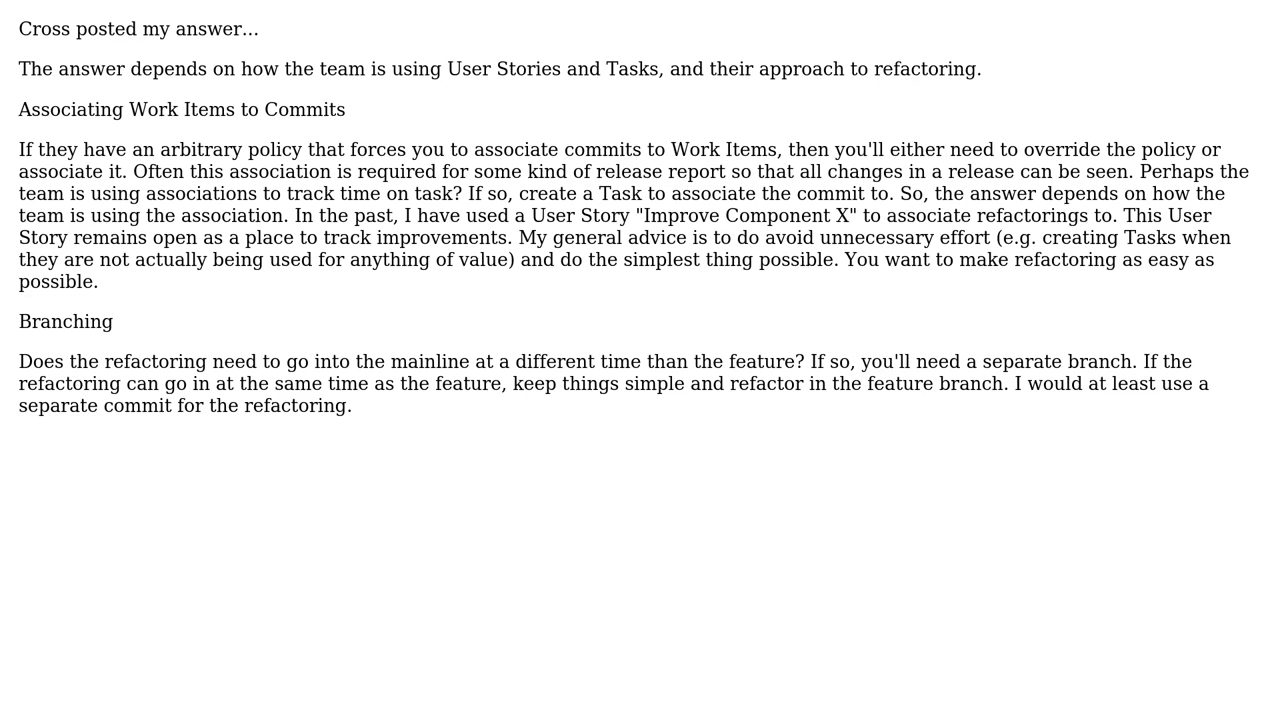 Cross posted my answer...
The answer depends on how the team is using User Stories and Tasks, and their approach to refactoring.
Associating Work Items to Commits
If they have an arbitrary policy that forces you to associate commits to Work Items, then you'll either need to override the policy or
associate it. Often this association is required for some kind of release report so that all changes in a release can be seen. Perhaps the
team is using associations to track time on task? If so, create a Task to associate the commit to. So, the answer depends on how the
team is using the association. In the past, I have used a User Story "Improve Component X" to associate refactorings to. This User
Story remains open as a place to track improvements. My general advice is to do avoid unnecessary effort (e.g. creating Tasks when
they are not actually being used for anything of value) and do the simplest thing possible. You want to make refactoring as easy as
possible.
Branching
Does the refactoring need to go into the mainline at a different time than the feature? If so, you'll need a separate branch. If the
refactoring can go in at the same time as the feature, keep things simple and refactor in the feature branch. I would at least use a
separate commit for the refactoring.